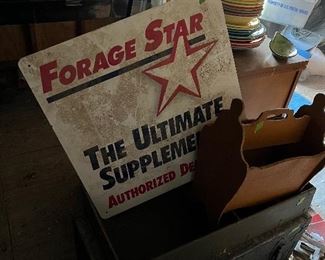 FORAGE STAR
THE ULTIMATE
SUPPLEME
AUTHORIZED DE